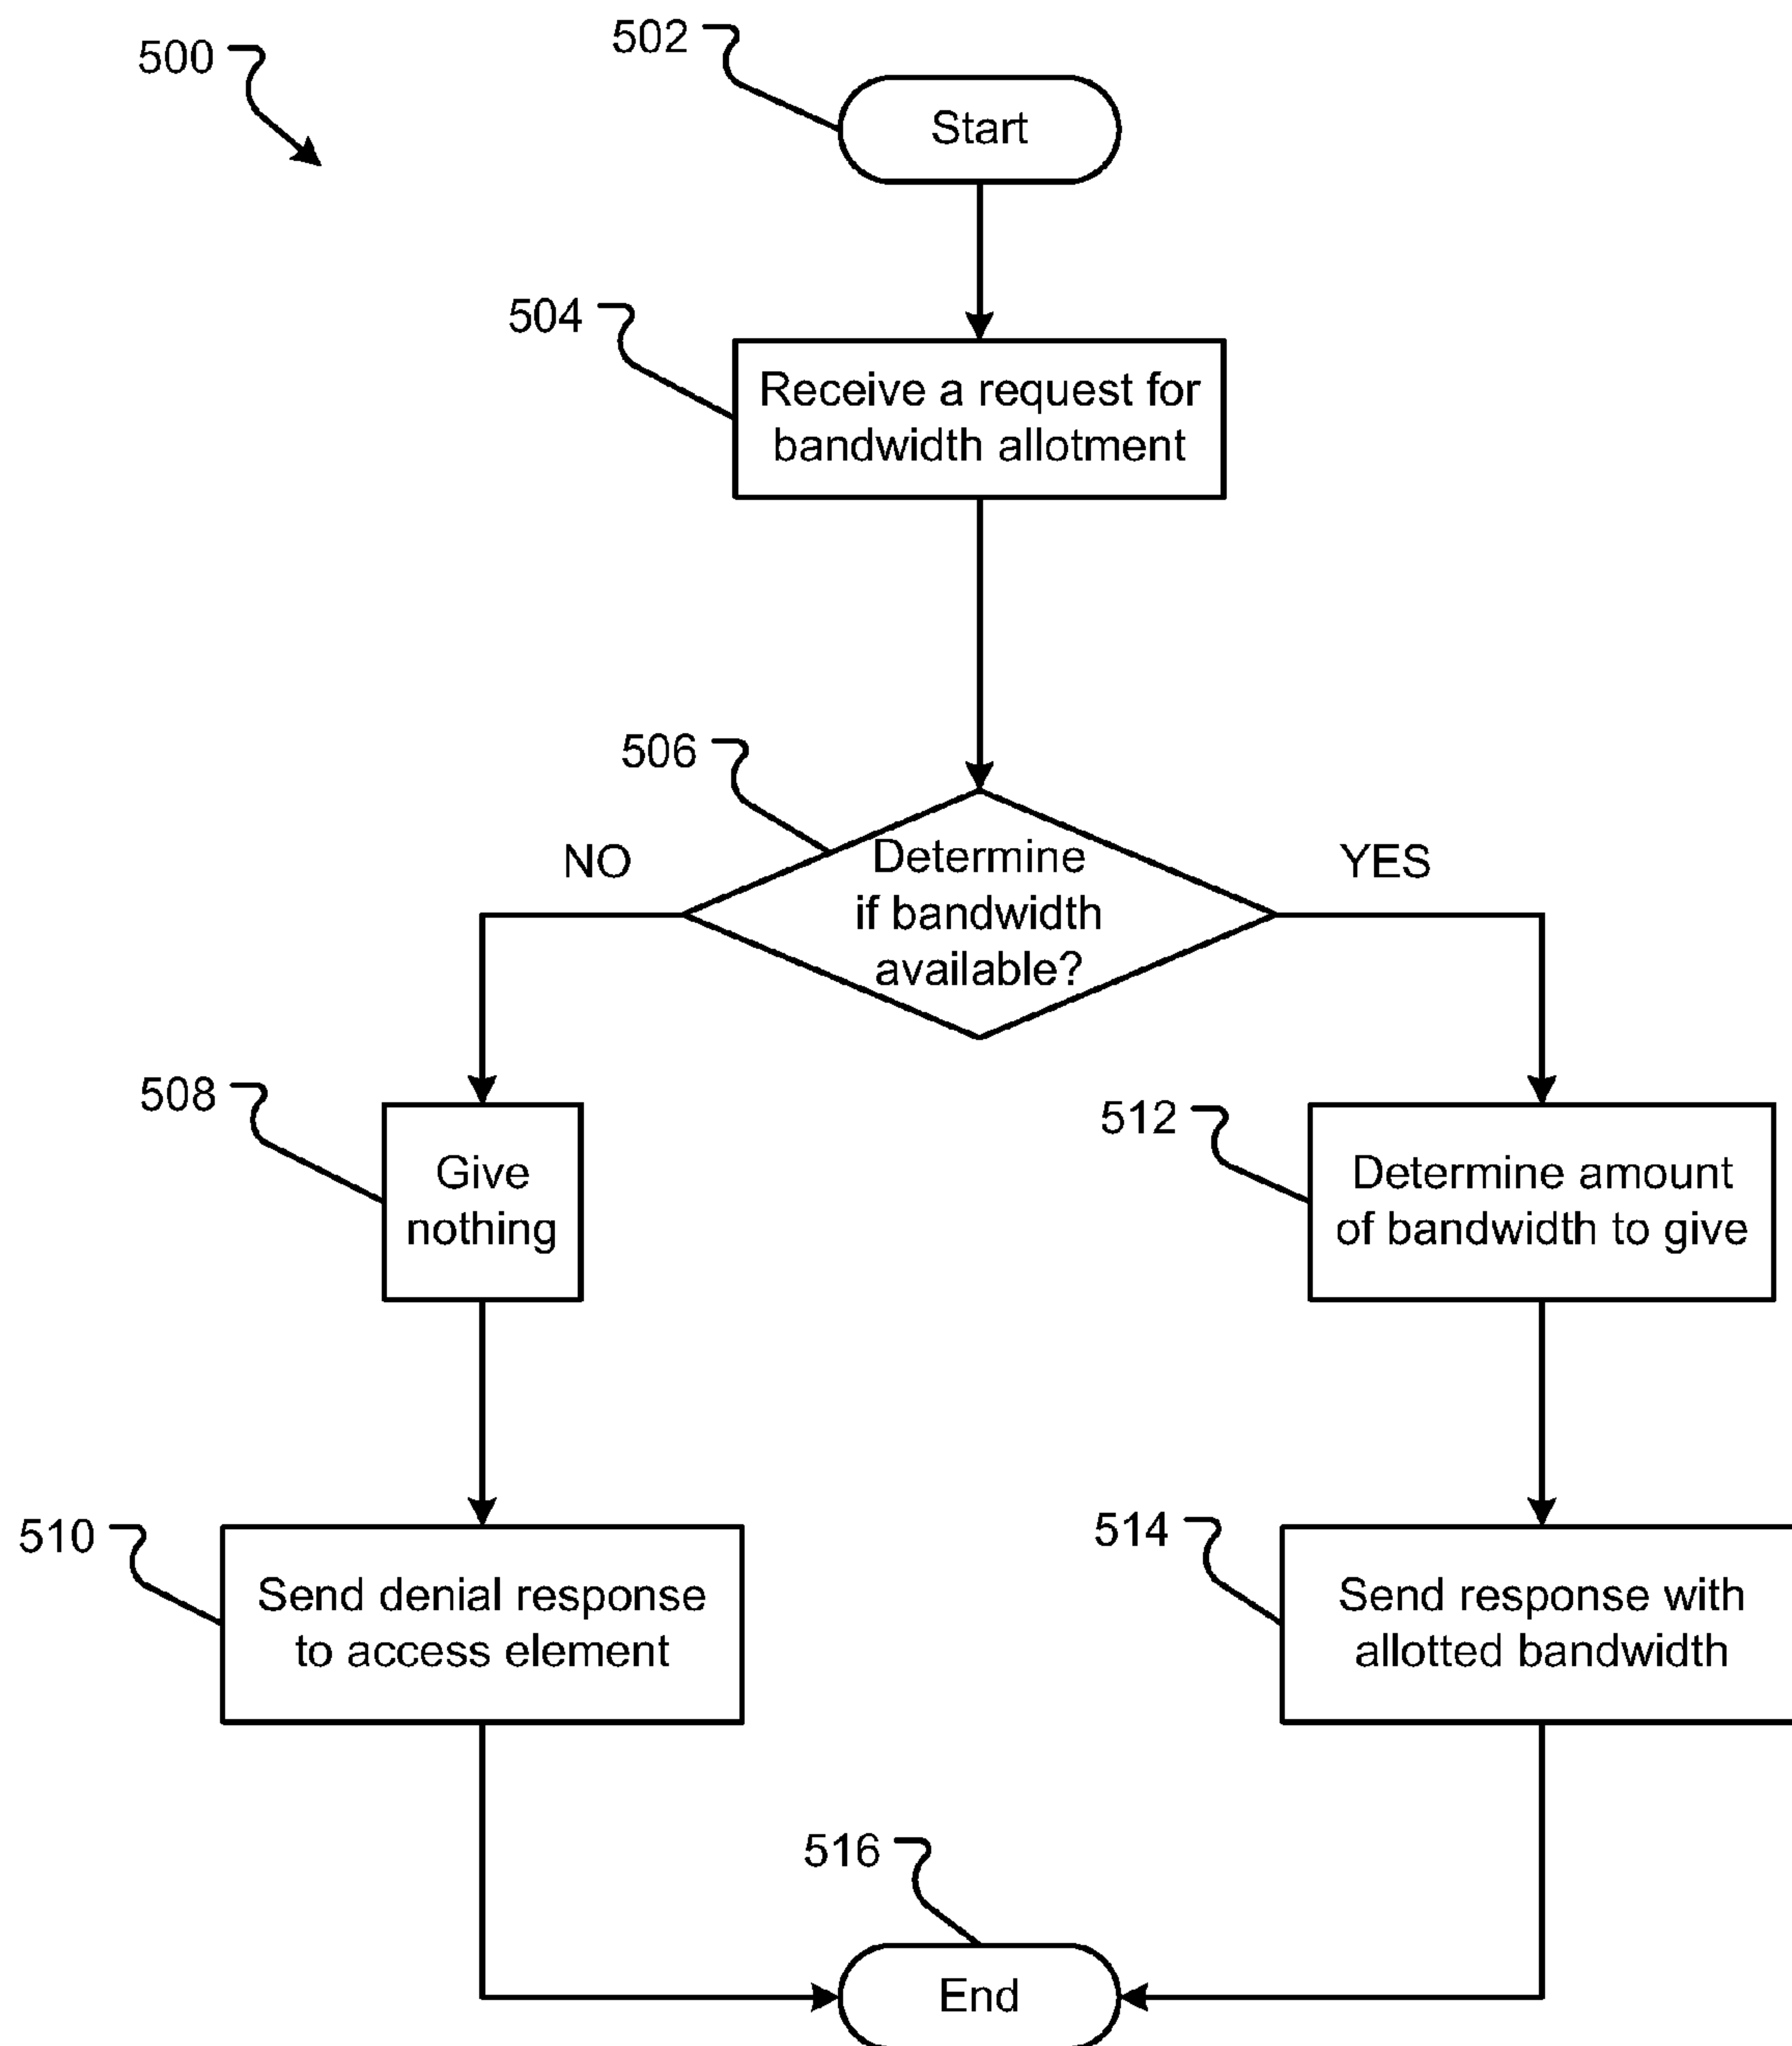 500
502
Start
504
Receive a request for
bandwidth allotment
506
NO
Determine
if bandwidth
available?
YES
508
Give
nothing
512
Determine amount
of bandwidth to give
510
Send denial response
to access element
514
Send response with
allotted bandwidth
516
End